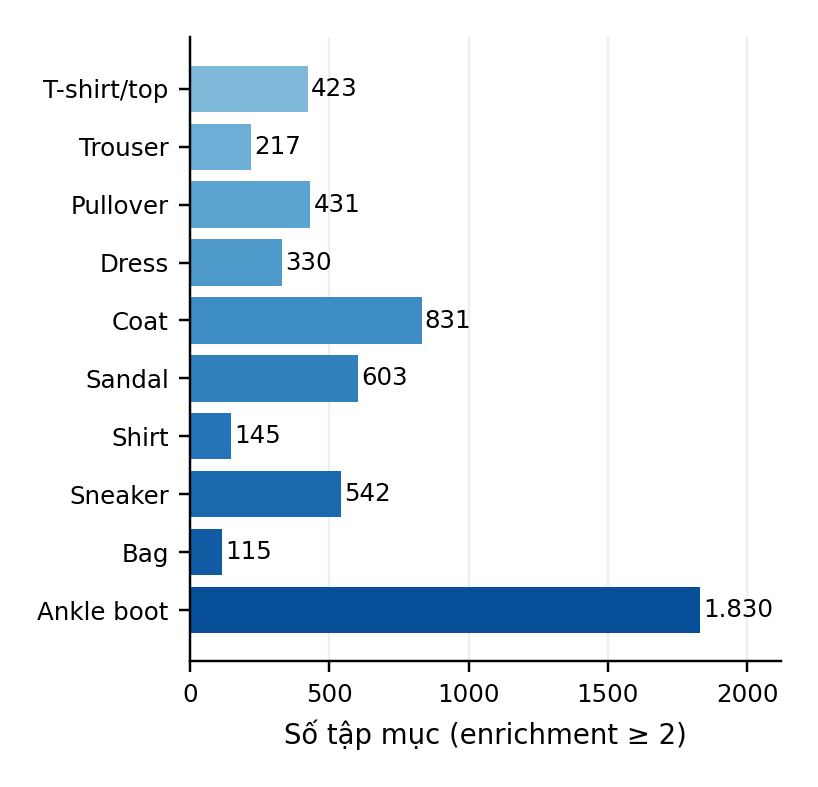 T-shirt/top 423
Trouser 217
Pullover 431
Dress 330
Coat 831
Sandal 603
Shirt 145
Sneaker 542
Bag 115
Ankle boot 1.830
0 500 1000 1500 2000
Số tập mục (enrichment ≥ 2)